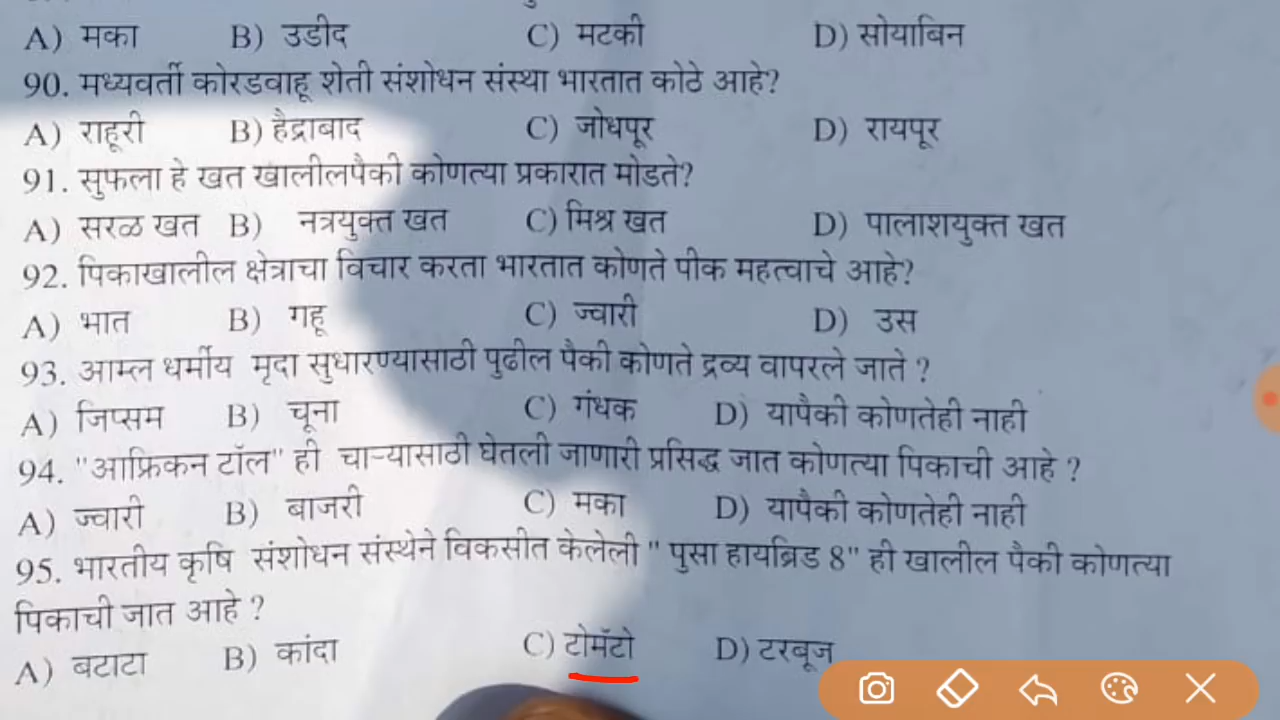 A) मका B) उडीद C) मटकी D) सोयाबिन
90. मध्यवर्ती कोरडवाहू शेती संशोधन संस्था भारतात कोठे आहे?
A) राहूरी B) हैद्राबाद C) जोधपूर D) रायपूर
91. सुफला हे खत खालीलपैकी कोणत्या प्रकारात मोडते?
A) सरळ खत B) नत्रयुक्त खत C) मिश्र खत D) पालाशयुक्त खत
92. पिकाखालील क्षेत्राचा विचार करता भारतात कोणते पीक महत्वाचे आहे?
A) भात B) गहू C) ज्वारी D) उस
93. आम्ल धर्मीय मृदा सुधारण्यासाठी पुढील पैकी कोणते द्रव्य वापरले जाते ?
A) जिप्सम B) चूना C) गंधक D) यापैकी कोणतेही नाही
94. "आफ्रिकन टॉल" ही चाऱ्यासाठी घेतली जाणारी प्रसिद्ध जात कोणत्या पिकाची आहे ?
A) ज्वारी B) बाजरी C) मका D) यापैकी कोणतेही नाही
95. भारतीय कृषि संशोधन संस्थेने विकसीत केलेली " पुसा हायब्रिड 8" ही खालील पैकी कोणत्या
पिकाची जात आहे ?
A) बटाटा B) कांदा C) टोमॅटो D) टरबूज